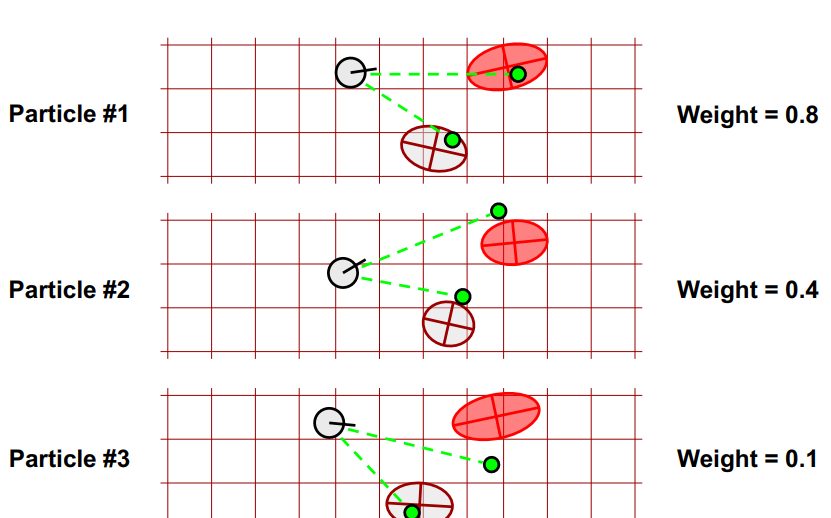 Particle #1
Weight = 0.8
Particle #2
Weight = 0.4
Particle #3
Weight = 0.1